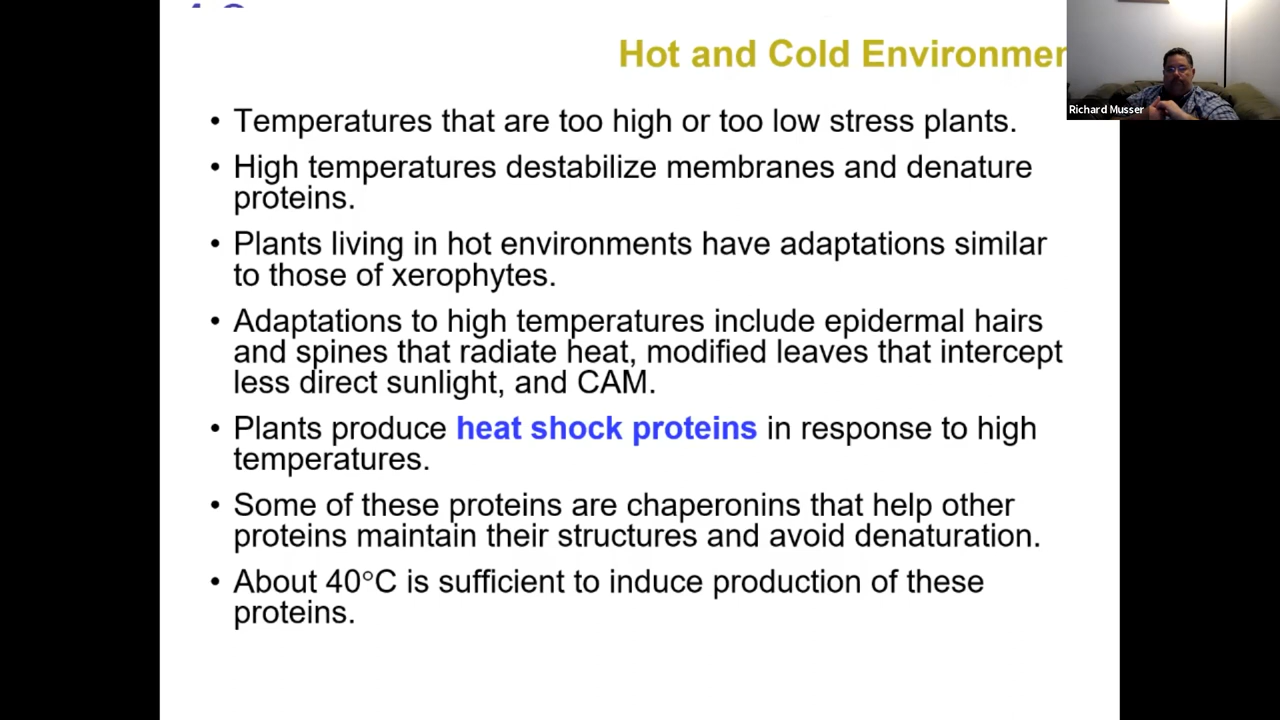 Hot and Cold Environmen
Richard Musser
• Temperatures that are too high or too low stress plants.
• High temperatures destabilize membranes and denature
proteins.
• Plants living in hot environments have adaptations similar
to those of xerophytes.
• Adaptations to high temperatures include epidermal hairs
and spines that radiate heat, modified leaves that intercept
less direct sunlight, and CAM.
• Plants produce heat shock proteins in response to high
temperatures.
• Some of these proteins are chaperonins that help other
proteins maintain their structures and avoid denaturation.
• About 40°C is sufficient to induce production of these
proteins.